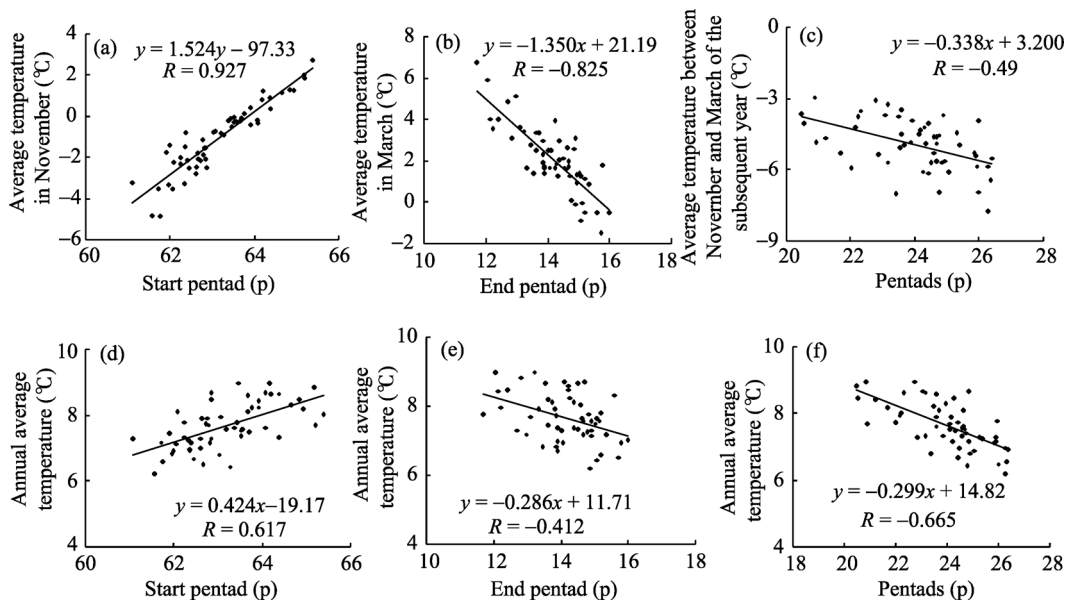 (a)
y = 1.524y − 97.33
R = 0.927
Average temperature
in November (℃)
4
2
0
−2
−4
−6
60
62
64
66
Start pentad (p)
(b)
y = −1.350x + 21.19
R = −0.825
Average temperature
in March (℃)
8
6
4
2
0
−2
10
12
14
16
18
End pentad (p)
(c)
y = −0.338x + 3.200
R = −0.49
Average temperature between
November and March of the
subsequent year (℃)
0
−3
−6
−9
20
22
24
26
28
Pentads (p)
(d)
y = 0.424x−19.17
R = 0.617
Annual average
temperature (℃)
10
8
6
4
60
62
64
66
Start pentad (p)
(e)
y = −0.286x + 11.71
R = −0.412
Annual average
temperature (℃)
10
8
6
4
10
12
14
16
18
End pentad (p)
(f)
y = −0.299x + 14.82
R = −0.665
Annual average
temperature (℃)
10
8
6
4
18
20
22
24
26
28
Pentads (p)